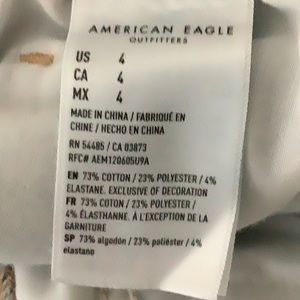 AMERICAN EAGLE
OUTFITTERS
US 4
CA 4
MX 4
MADE IN CHINA / FABRIQUÉ EN
CHINE / HECHO EN CHINA
RN 54485 / CA 03873
RFC# AEM120605U9A
EN 73% COTTON / 23% POLYESTER / 4%
ELASTANE. EXCLUSIVE OF DECORATION
FR 73% COTON / 23% POLYESTER /
4% ÉLASTHANNE. À L'EXCEPTION DE LA
GARNITURE
SP 73% algodón / 23% poliéster / 4%
elastano